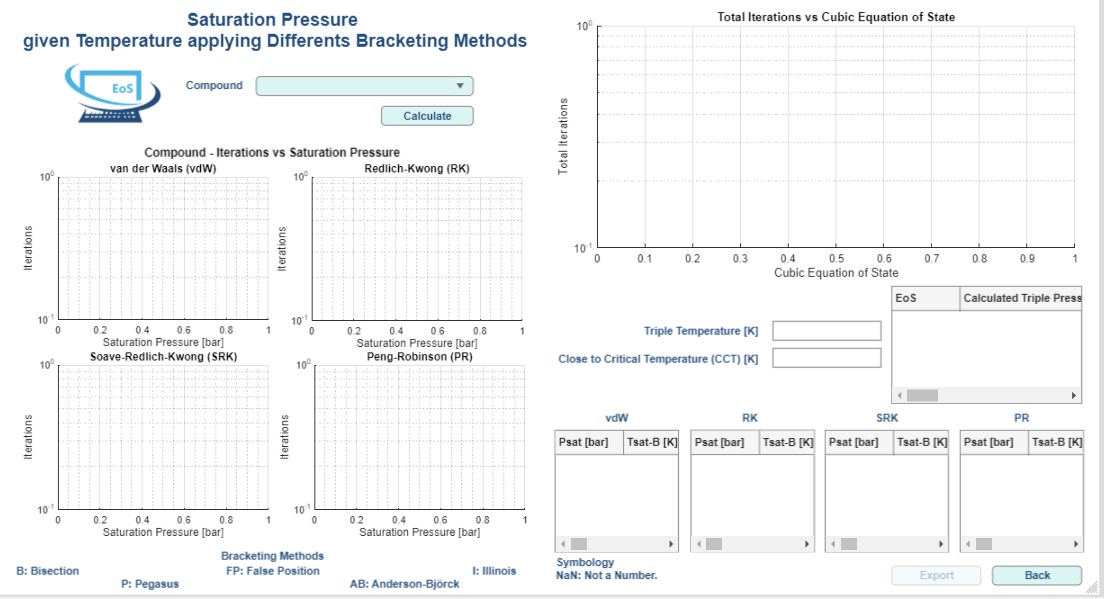 Saturation Pressure
given Temperature applying Differents Bracketing Methods
EoS
Compound
Calculate
Compound - Iterations vs Saturation Pressure
van der Waals (vdW)
10^0
Iterations
10^-1
0 0.2 0.4 0.6 0.8 1
Saturation Pressure [bar]
Redlich-Kwong (RK)
10^0
Iterations
10^-1
0 0.2 0.4 0.6 0.8 1
Saturation Pressure [bar]
Soave-Redlich-Kwong (SRK)
10^0
Iterations
10^-1
0 0.2 0.4 0.6 0.8 1
Saturation Pressure [bar]
Peng-Robinson (PR)
10^0
Iterations
10^-1
0 0.2 0.4 0.6 0.8 1
Saturation Pressure [bar]
Bracketing Methods
B: Bisection
FP: False Position
I: Illinois
P: Pegasus
AB: Anderson-Björck
Total Iterations vs Cubic Equation of State
10^0
Total Iterations
10^-1
0 0.1 0.2 0.3 0.4 0.5 0.6 0.7 0.8 0.9 1
Cubic Equation of State
EoS Calculated Triple Press
Triple Temperature [K]
Close to Critical Temperature (CCT) [K]
vdW
Psat [bar] Tsat-B [K]
RK
Psat [bar] Tsat-B [K]
SRK
Psat [bar] Tsat-B [K]
PR
Psat [bar] Tsat-B [K]
Symbology
NaN: Not a Number.
Export
Back